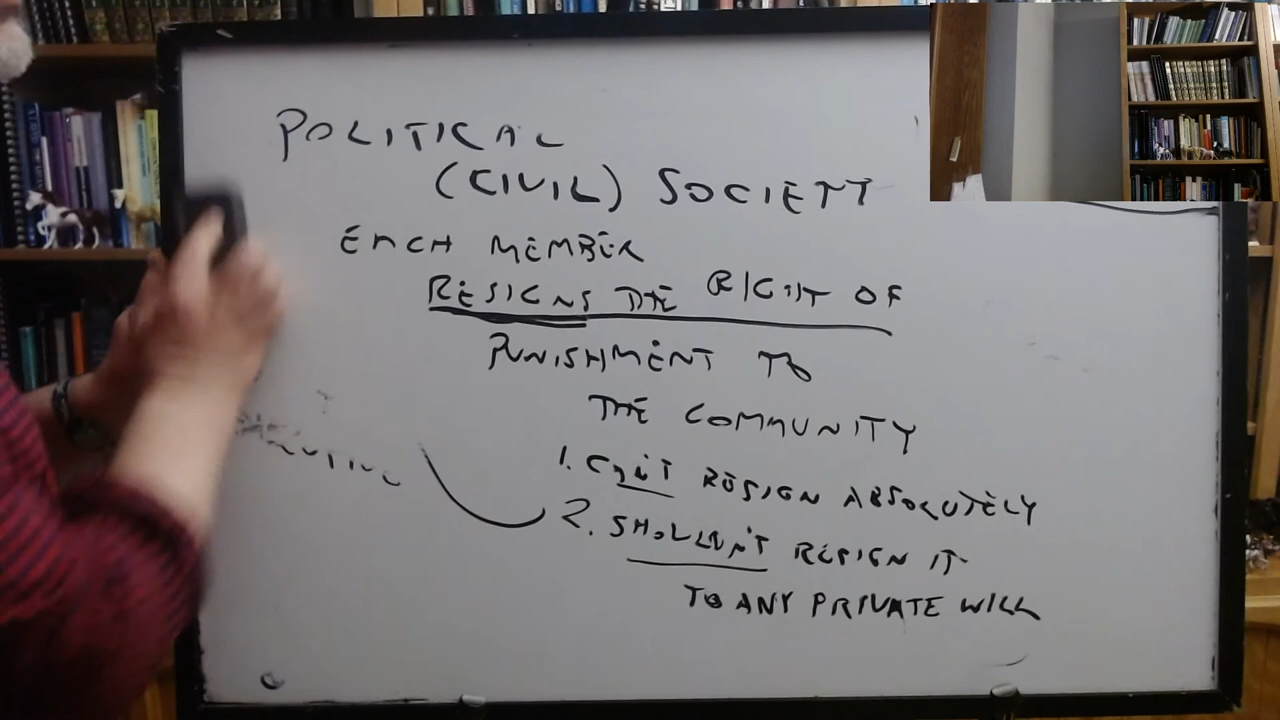 POLITICAL
(CIVIL) SOCIETY
EACH MEMBER
RESIGNS THE RIGHT OF
PUNISHMENT TO
THE COMMUNITY
1. CAN'T RESIGN ABSOLUTELY
2. SHOULDN'T RESIGN IT
TO ANY PRIVATE WILL